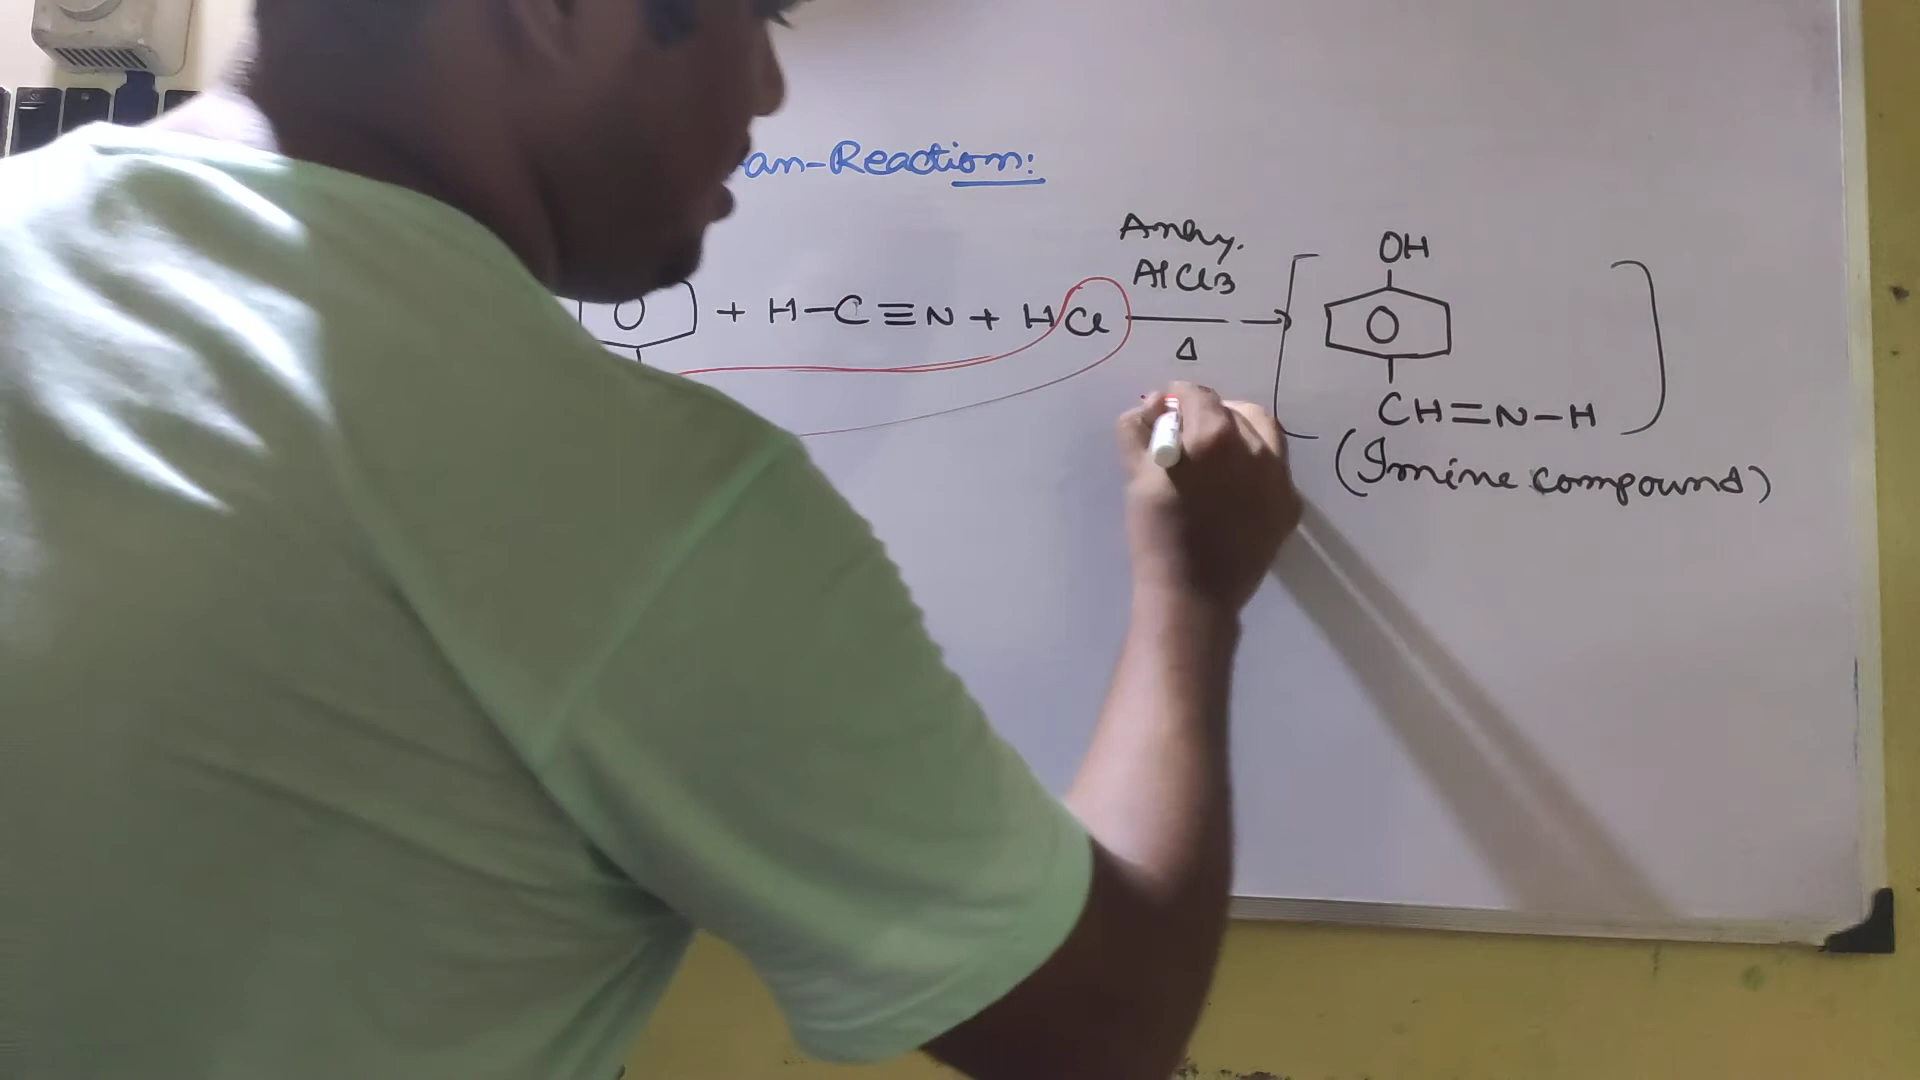 an-Reaction:
Anhy.
AlCl3
OH
+ H-C≡N + HCl
Δ
CH=N-H
(Imine compound)